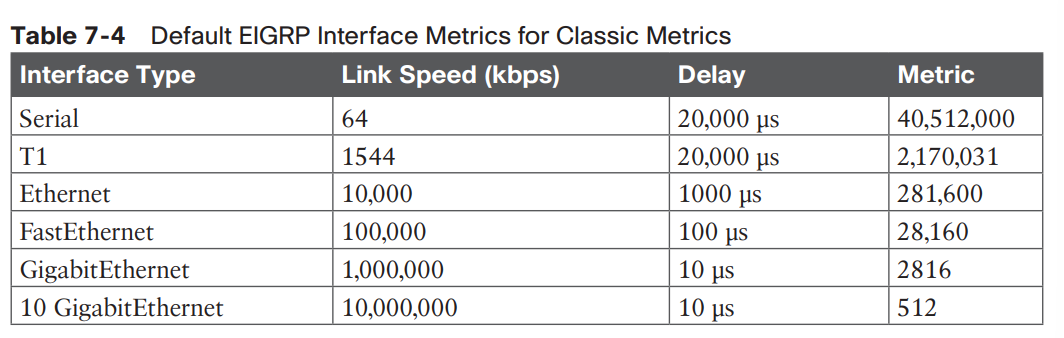 Table 7-4 Default EIGRP Interface Metrics for Classic Metrics
Interface Type Link Speed (kbps) Delay Metric
Serial 64 20,000 µs 40,512,000
T1 1544 20,000 µs 2,170,031
Ethernet 10,000 1000 µs 281,600
FastEthernet 100,000 100 µs 28,160
GigabitEthernet 1,000,000 10 µs 2816
10 GigabitEthernet 10,000,000 10 µs 512